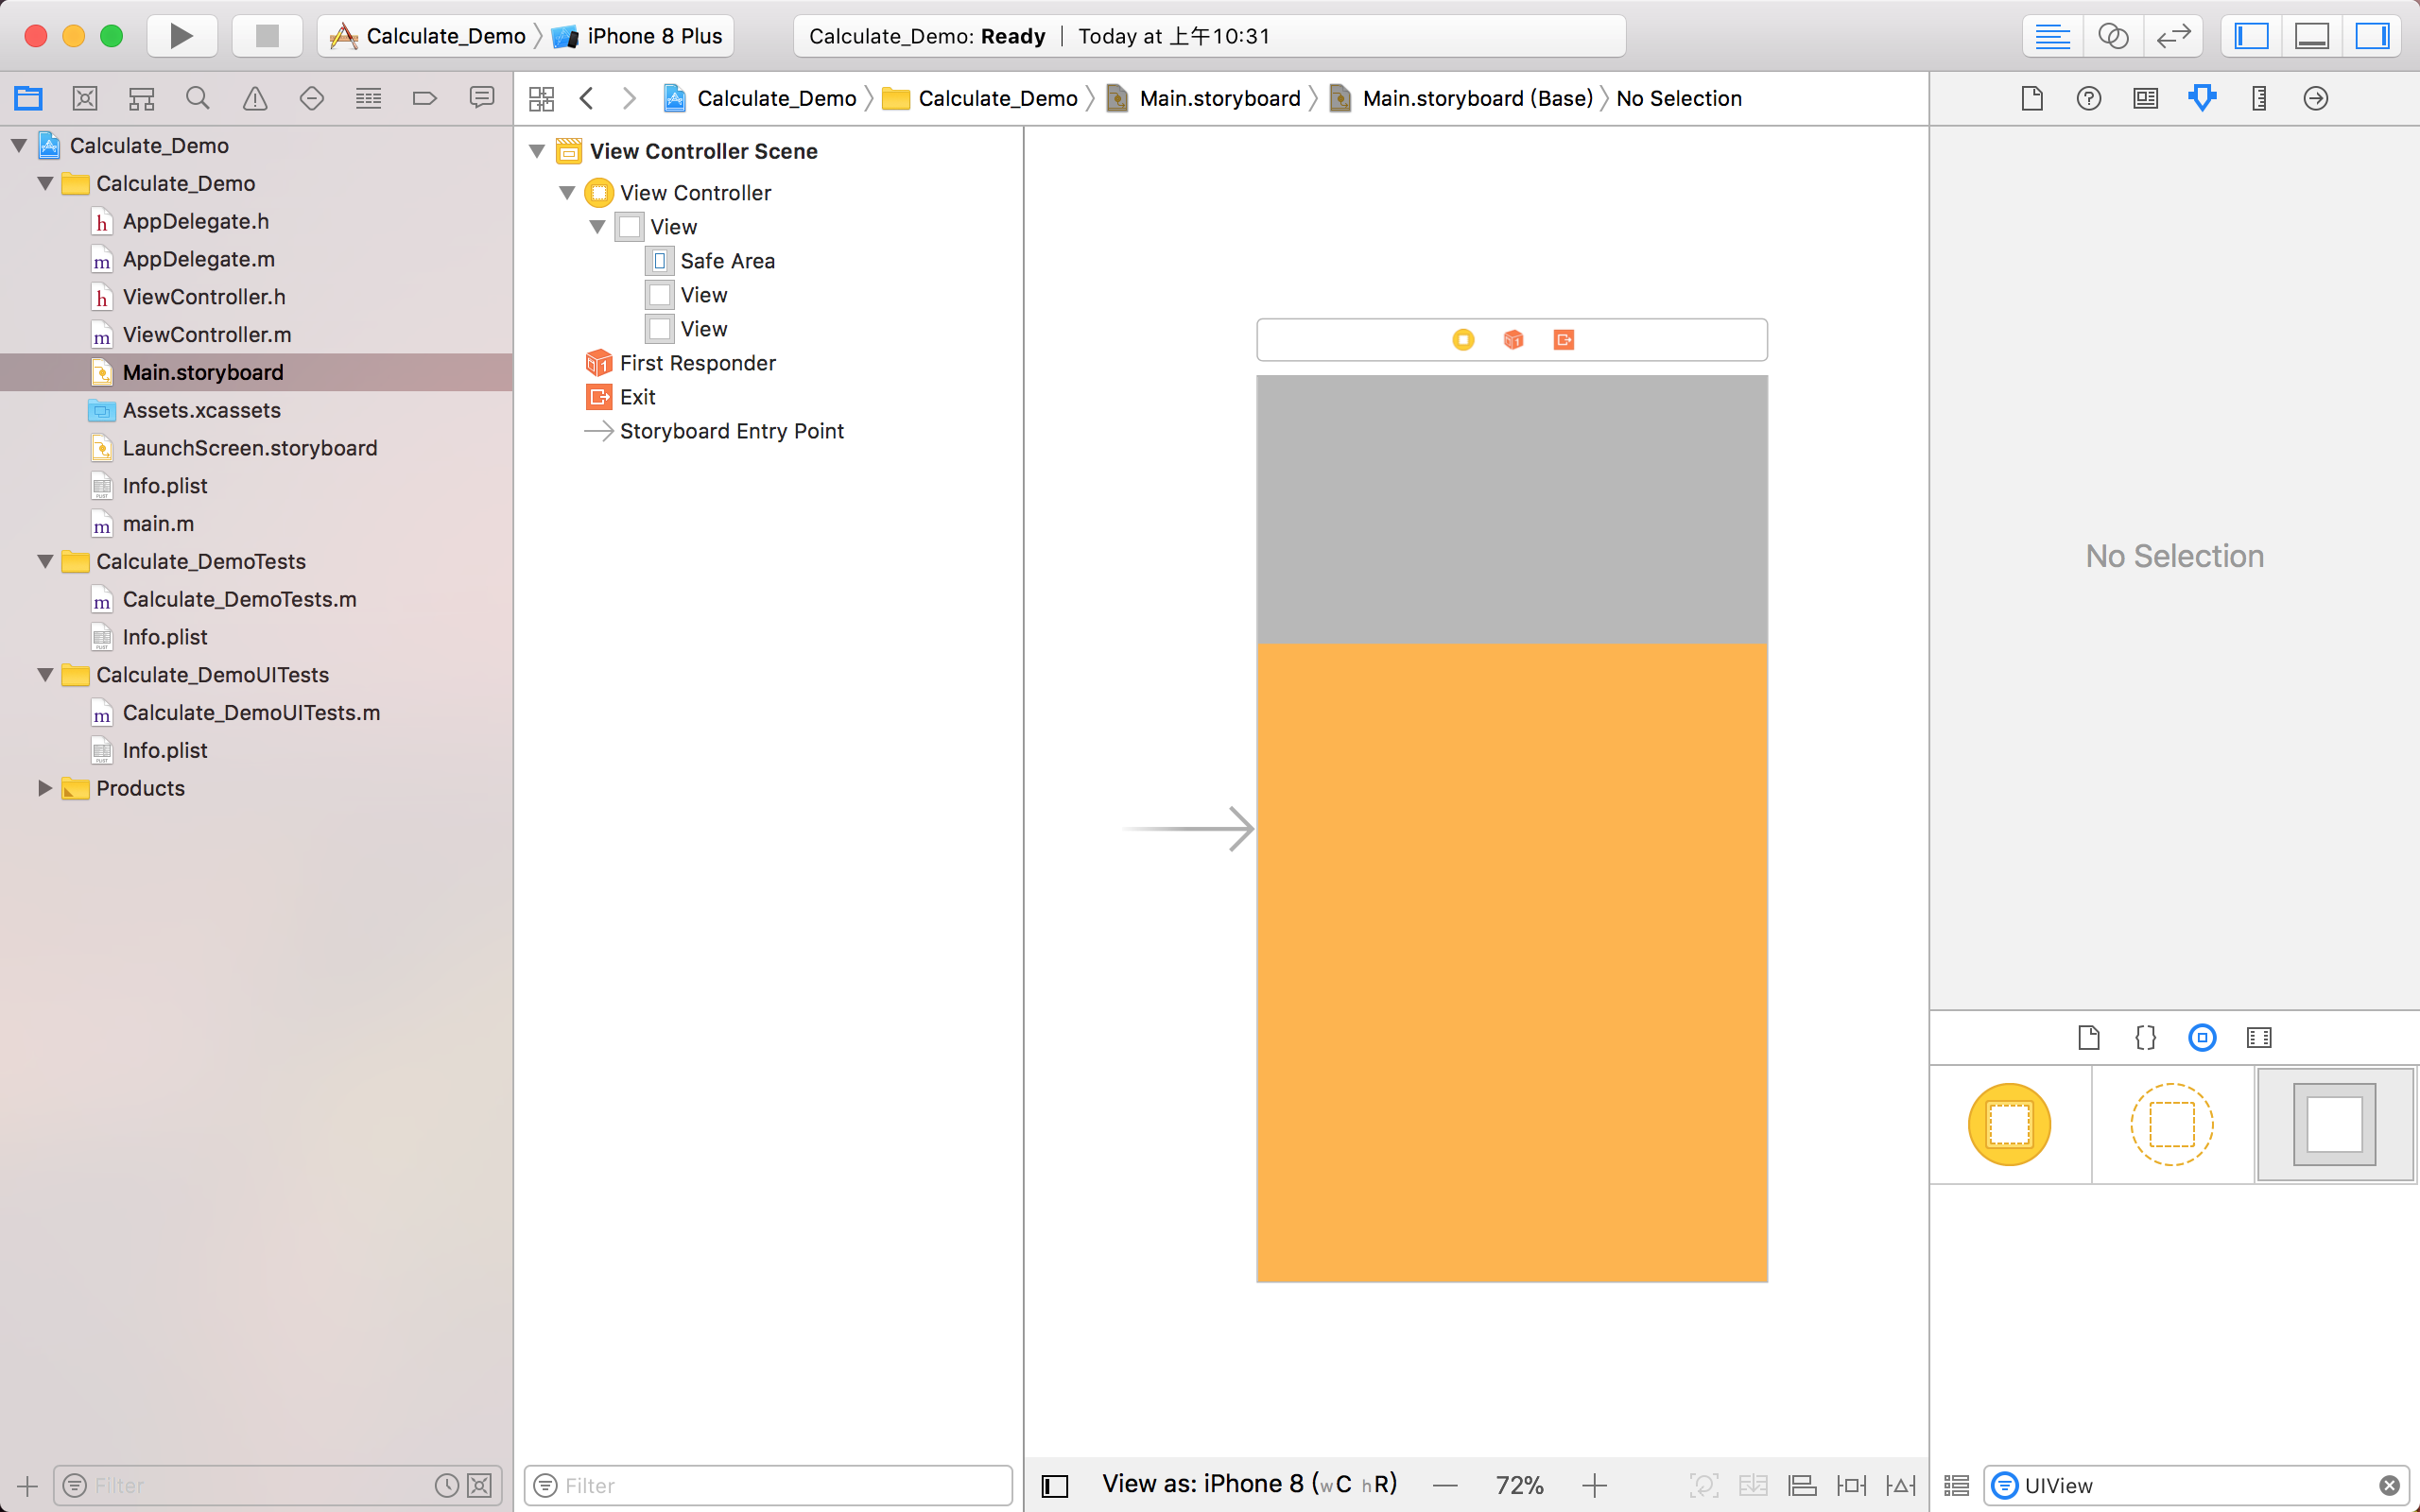 Calculate_Demo iPhone 8 Plus
Calculate_Demo: Ready Today at 上午10:31
Calculate_Demo
Calculate_Demo
AppDelegate.h
AppDelegate.m
ViewController.h
ViewController.m
Main.storyboard
Assets.xcassets
LaunchScreen.storyboard
Info.plist
main.m
Calculate_DemoTests
Calculate_DemoTests.m
Info.plist
Calculate_DemoUITests
Calculate_DemoUITests.m
Info.plist
Products
Filter
Calculate_Demo Calculate_Demo Main.storyboard Main.storyboard (Base) No Selection
View Controller Scene
View Controller
View
Safe Area
View
View
First Responder
Exit
Storyboard Entry Point
Filter
View as: iPhone 8 (wC hR) — 72% +
No Selection
UIView